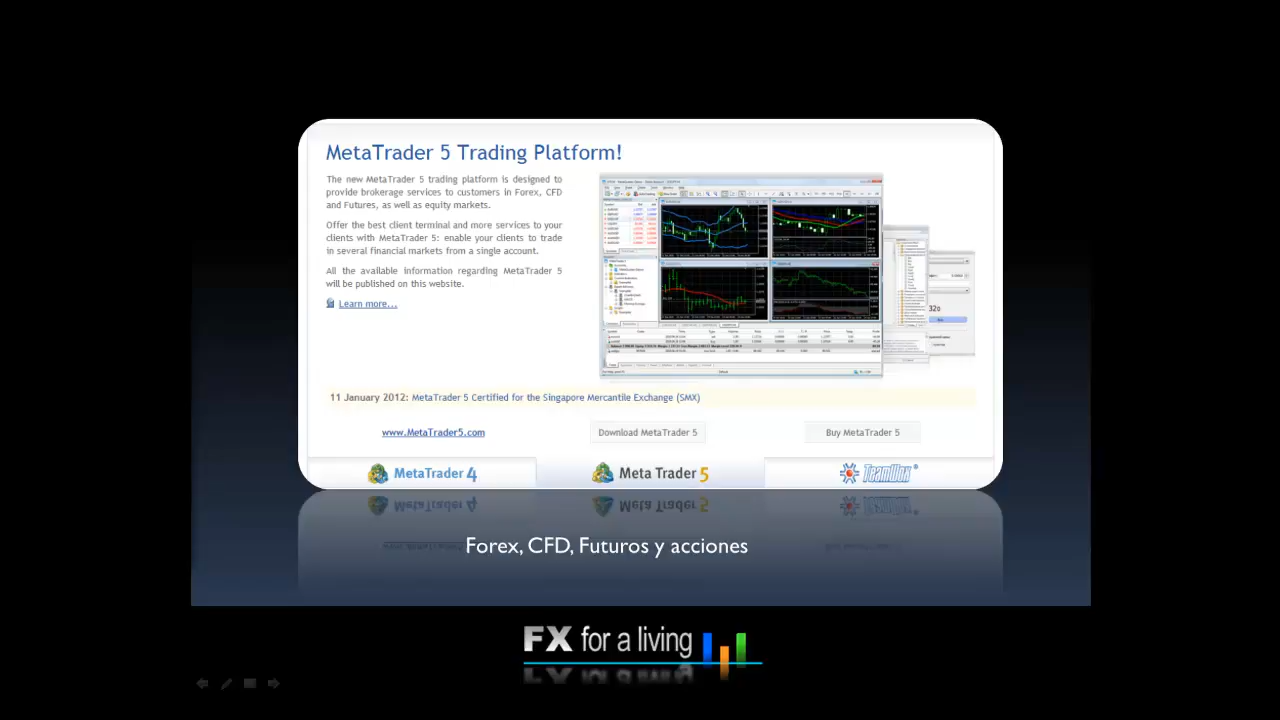 MetaTrader 5 Trading Platform!
The new MetaTrader 5 trading platform is designed to
provide brokerage services to customers in Forex, CFD
and Futures, as well as equity markets.
Offer the best client terminal and more services to your
clients with MetaTrader 5: enable your clients to trade
in several financial markets from a single account.
All the available information regarding MetaTrader 5
will be published on this website.
Learn more...
11 January 2012: MetaTrader 5 Certified for the Singapore Mercantile Exchange (SMX)
www.MetaTrader5.com
Download MetaTrader 5
Buy MetaTrader 5
MetaTrader 4
Meta Trader 5
TeamWox®
Forex, CFD, Futuros y acciones
FX for a living